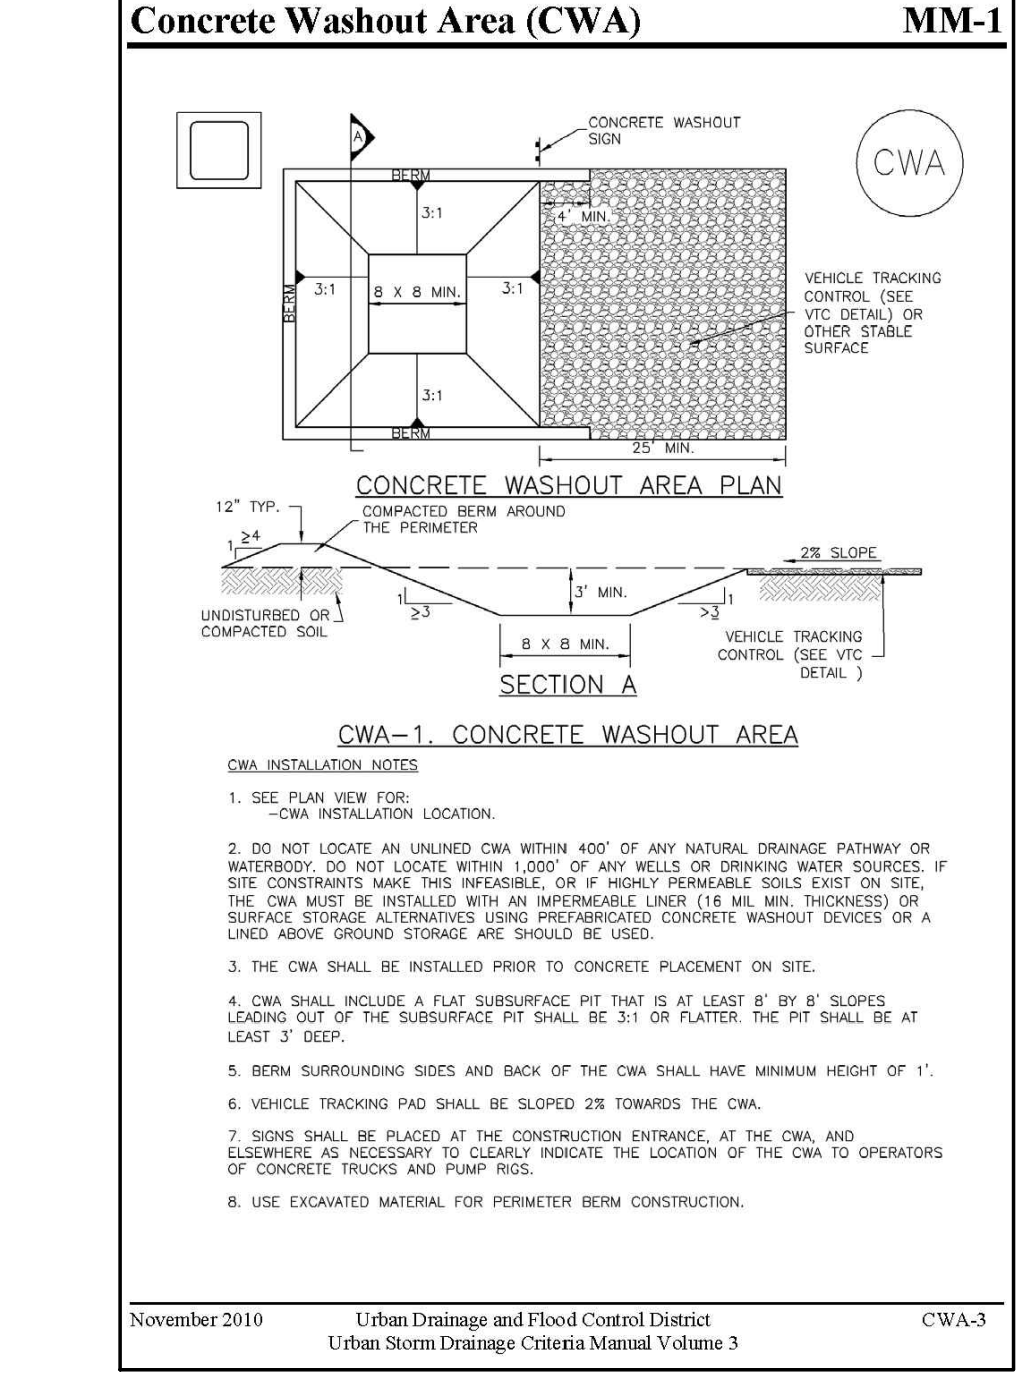 Concrete Washout Area (CWA) MM-1
A
CONCRETE WASHOUT
SIGN
CWA
BERM
3:1
4' MIN.
BERM
3:1
8 X 8 MIN.
3:1
VEHICLE TRACKING
CONTROL (SEE
VTC DETAIL) OR
OTHER STABLE
SURFACE
3:1
BERM
25' MIN.
CONCRETE WASHOUT AREA PLAN
12" TYP.
COMPACTED BERM AROUND
THE PERIMETER
1
≥4
2% SLOPE
3' MIN.
1
≥3
1
>3
UNDISTURBED OR
COMPACTED SOIL
8 X 8 MIN.
VEHICLE TRACKING
CONTROL (SEE VTC
DETAIL )
SECTION A
CWA-1. CONCRETE WASHOUT AREA
CWA INSTALLATION NOTES
1. SEE PLAN VIEW FOR:
-CWA INSTALLATION LOCATION.
2. DO NOT LOCATE AN UNLINED CWA WITHIN 400' OF ANY NATURAL DRAINAGE PATHWAY OR
WATERBODY. DO NOT LOCATE WITHIN 1,000' OF ANY WELLS OR DRINKING WATER SOURCES. IF
SITE CONSTRAINTS MAKE THIS INFEASIBLE, OR IF HIGHLY PERMEABLE SOILS EXIST ON SITE,
THE CWA MUST BE INSTALLED WITH AN IMPERMEABLE LINER (16 MIL MIN. THICKNESS) OR
SURFACE STORAGE ALTERNATIVES USING PREFABRICATED CONCRETE WASHOUT DEVICES OR A
LINED ABOVE GROUND STORAGE ARE SHOULD BE USED.
3. THE CWA SHALL BE INSTALLED PRIOR TO CONCRETE PLACEMENT ON SITE.
4. CWA SHALL INCLUDE A FLAT SUBSURFACE PIT THAT IS AT LEAST 8' BY 8' SLOPES
LEADING OUT OF THE SUBSURFACE PIT SHALL BE 3:1 OR FLATTER. THE PIT SHALL BE AT
LEAST 3' DEEP.
5. BERM SURROUNDING SIDES AND BACK OF THE CWA SHALL HAVE MINIMUM HEIGHT OF 1'.
6. VEHICLE TRACKING PAD SHALL BE SLOPED 2% TOWARDS THE CWA.
7. SIGNS SHALL BE PLACED AT THE CONSTRUCTION ENTRANCE, AT THE CWA, AND
ELSEWHERE AS NECESSARY TO CLEARLY INDICATE THE LOCATION OF THE CWA TO OPERATORS
OF CONCRETE TRUCKS AND PUMP RIGS.
8. USE EXCAVATED MATERIAL FOR PERIMETER BERM CONSTRUCTION.
November 2010 Urban Drainage and Flood Control District CWA-3
Urban Storm Drainage Criteria Manual Volume 3